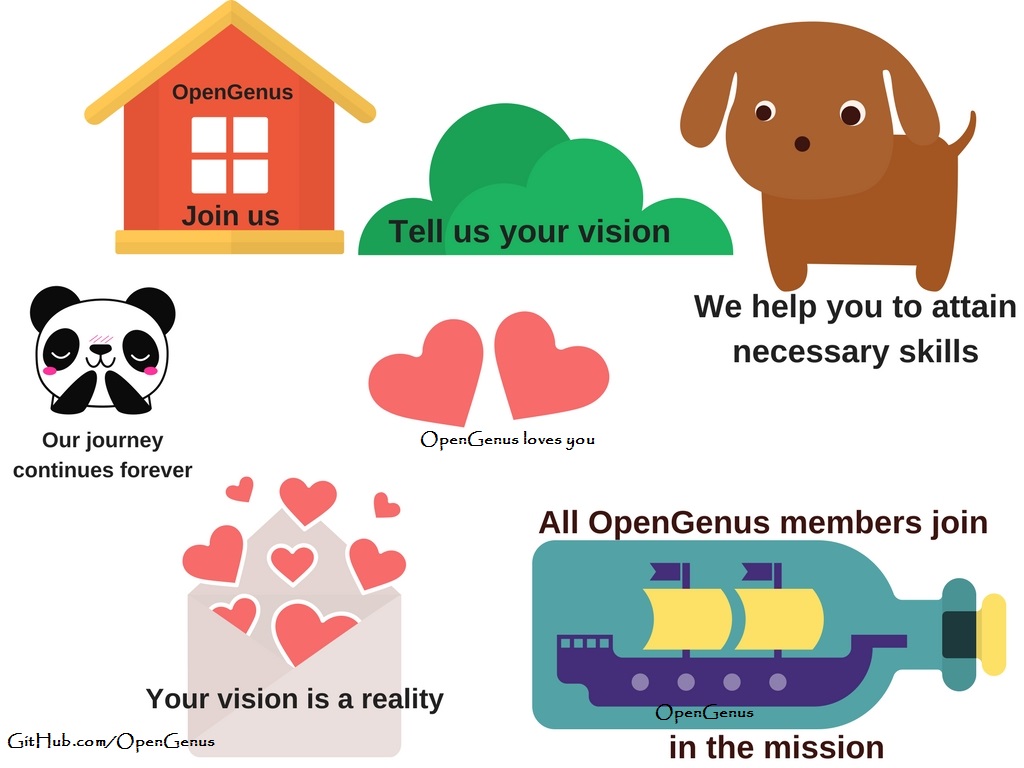 OpenGenus
Join us
Tell us your vision
We help you to attain
necessary skills
Our journey
continues forever
OpenGenus loves you
All OpenGenus members join
OpenGenus
in the mission
Your vision is a reality
GitHub.com/OpenGenus